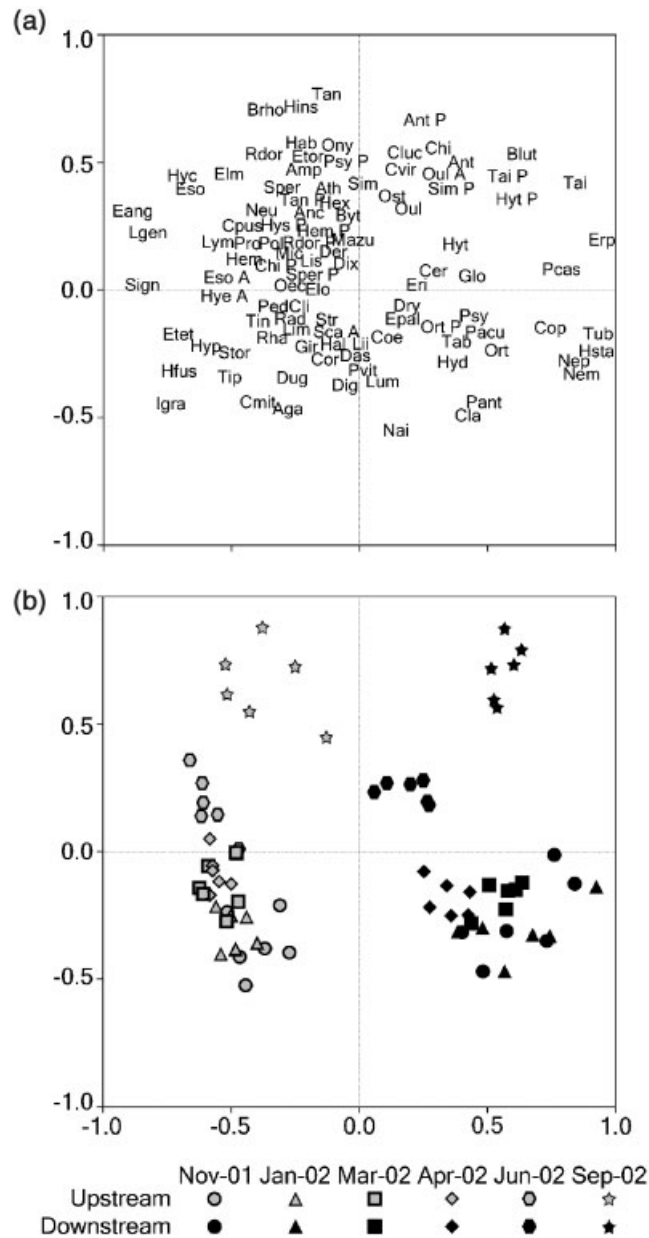 (a)
1.0
Tan
Brho Hins
Ant P
Hab Ony Chi
Rdor Etor Psy P Cluc Ant Blut
0.5
Hyc Elm Amp Sim Cvir Oul A Tai P Tai
Eso Sper Ath Ost Sim P Hyt P
Tan P Hex
Eang Neu Anc Byt Oul
Lgen Cpus Hys P Hem P
Lym Pro Pol Rdor P Mazu Hyt Erp
Hem Mic Der
Chi P Lis Dix Cer Pcas
Sign Eso A Sper P Glo
Oec Elo Eri
0.0
Hye A Ped Cli Dry
Tin Rad Str Epal Psy
Etet Rha Lim Sca A Coe Ort P Pacu Cop Tub
Hyp Stor Gir Hal Lii Tab Ort Hsta
Cor Das Hyd Nep
Hfus Tip Dug Pvit Nem
Dig Lum
Igra Cmit Aga Pant
Cla
-0.5
Nai
-1.0
(b)
1.0
0.5
0.0
-0.5
-1.0
-1.0 -0.5 0.0 0.5 1.0
Nov-01 Jan-02 Mar-02 Apr-02 Jun-02 Sep-02
Upstream
Downstream